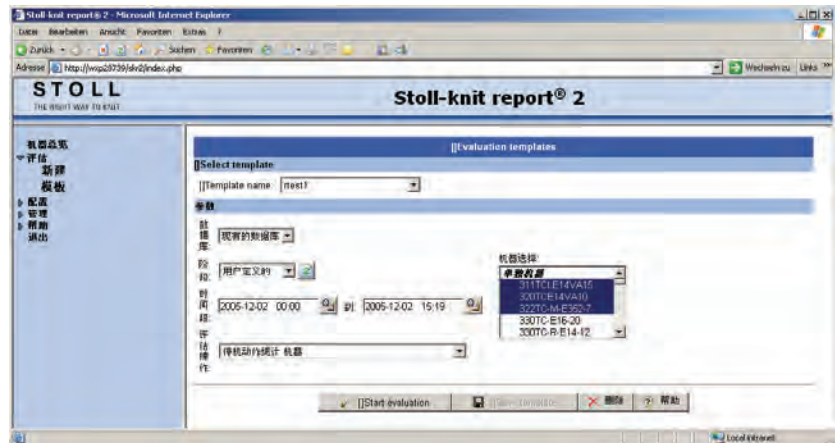 Stoll-knit report® 2 - Microsoft Internet Explorer
Datei Bearbeiten Ansicht Favoriten Extras ?
Zurück Suchen Favoriten
Adresse http://wxp28739/skr2/index.php Wechseln zu Links
STOLL
THE RIGHT WAY TO KNIT
Stoll-knit report® 2
机器总览
评估
新建
模板
配置
管理
帮助
退出
[]Evaluation templates
[]Select template
[]Template name
参数
数据库: 现有的数据库
机器选择:
阶段: 用户定义的
单独机器
311TCLE14VA15
320TCE14VA10
322TC-M-E352-7
330TC-E16-20
330TC-R-E14-12
时间段: 2005-12-02 00:00 到: 2005-12-02 15:19
评估操作: 停机动作统计 机器
[]Start evaluation
删除
帮助
Local intranet